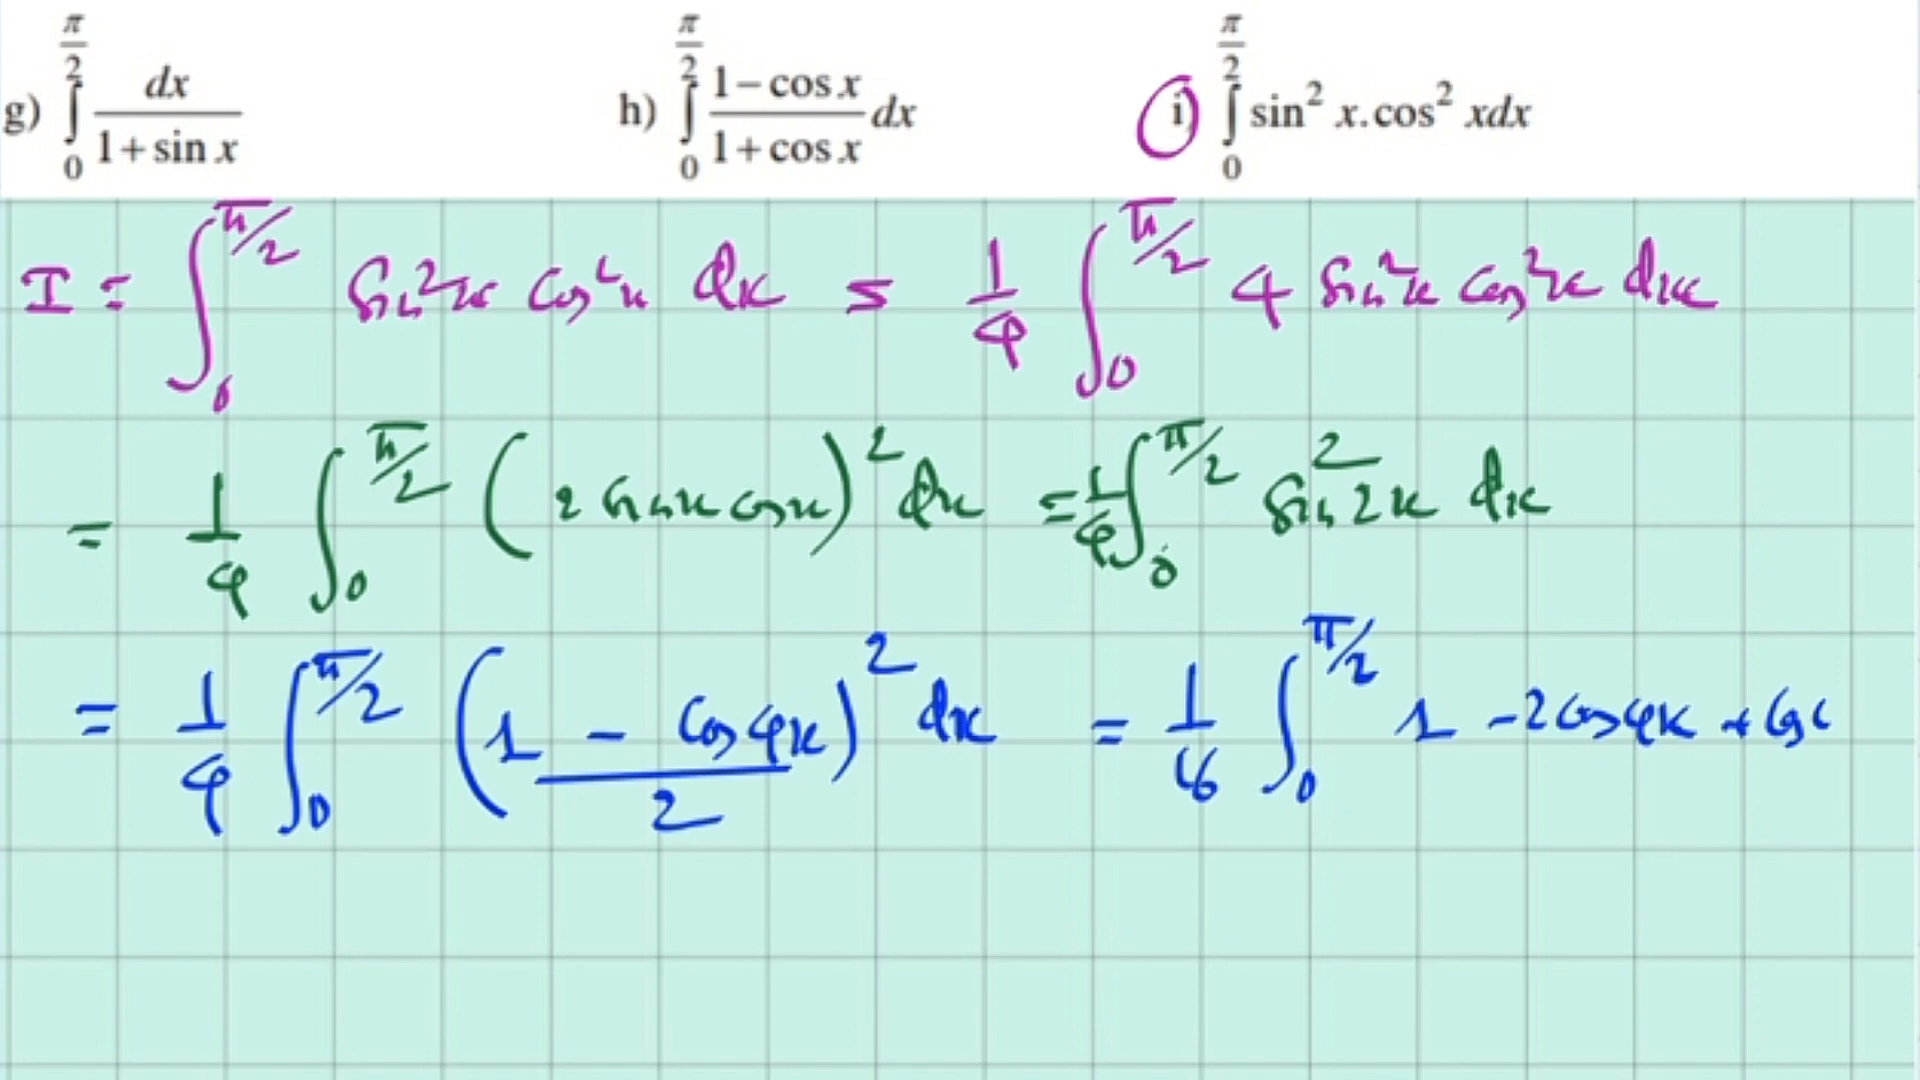 g) ∫₀^{π/2} dx/(1+sin x)   h) ∫₀^{π/2} (1−cos x)/(1+cos x) dx   i) ∫₀^{π/2} sin² x.cos² xdx
I = ∫₀^{π/2} sin²x cos²x dx = 1/4 ∫₀^{π/2} 4 sin²x cos²x dx
= 1/4 ∫₀^{π/2} (2 sinx cosx)² dx = 1/4 ∫₀^{π/2} sin²2x dx
= 1/4 ∫₀^{π/2} ((1 − cos4x)/2)² dx = 1/16 ∫₀^{π/2} 1 − 2cos4x + cos